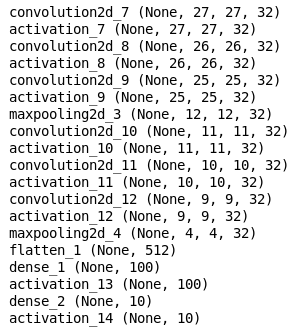 convolution2d_7 (None, 27, 27, 32)
activation_7 (None, 27, 27, 32)
convolution2d_8 (None, 26, 26, 32)
activation_8 (None, 26, 26, 32)
convolution2d_9 (None, 25, 25, 32)
activation_9 (None, 25, 25, 32)
maxpooling2d_3 (None, 12, 12, 32)
convolution2d_10 (None, 11, 11, 32)
activation_10 (None, 11, 11, 32)
convolution2d_11 (None, 10, 10, 32)
activation_11 (None, 10, 10, 32)
convolution2d_12 (None, 9, 9, 32)
activation_12 (None, 9, 9, 32)
maxpooling2d_4 (None, 4, 4, 32)
flatten_1 (None, 512)
dense_1 (None, 100)
activation_13 (None, 100)
dense_2 (None, 10)
activation_14 (None, 10)